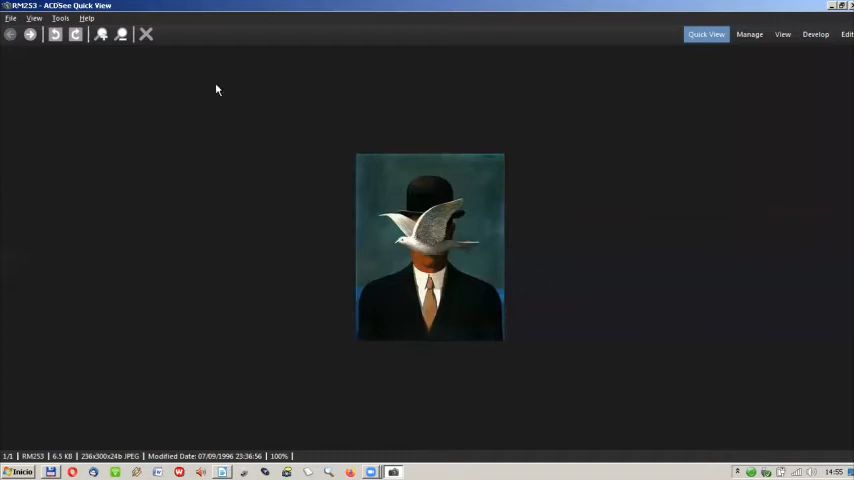 RM253 - ACDSee Quick View
File View Tools Help
Quick View Manage View Develop Edit
1/1 RM253 6.5 KB 236x300x24b JPEG Modified Date: 07/09/1996 23:36:56 100%
Inicio 14:55